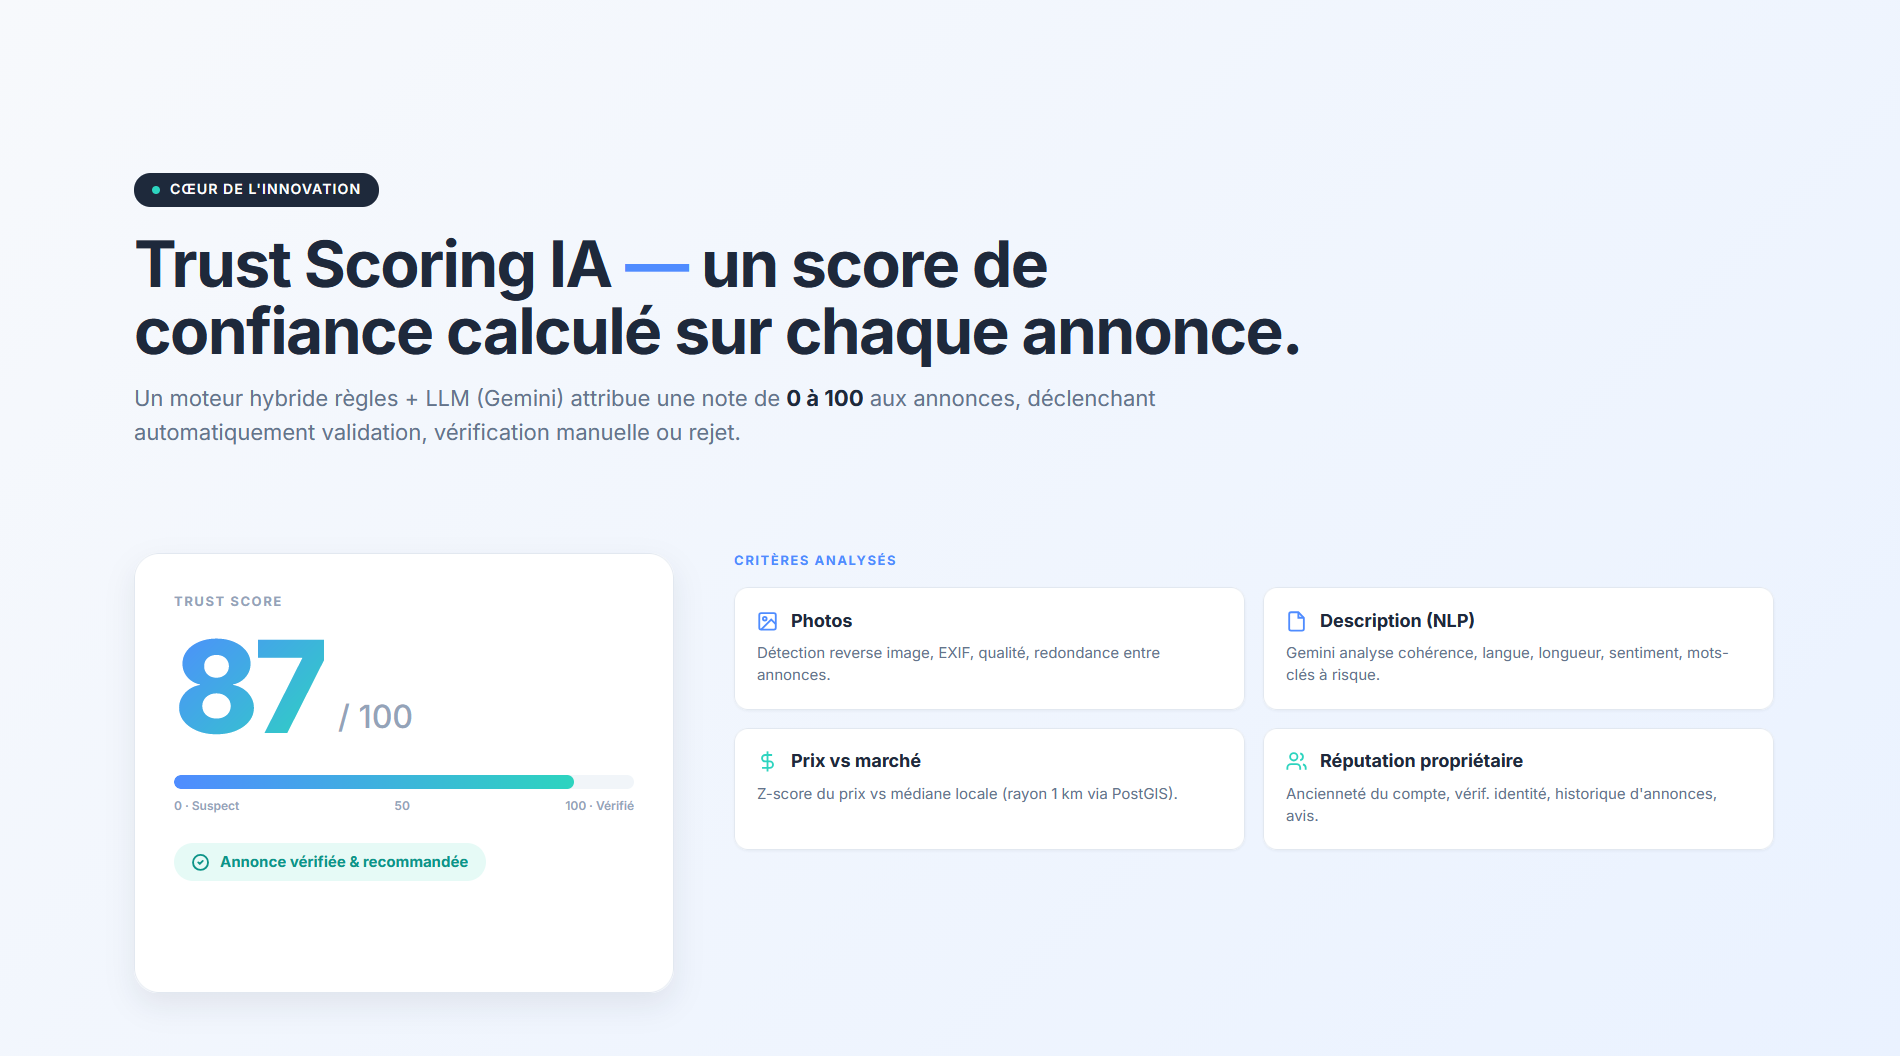 CŒUR DE L'INNOVATION
Trust Scoring IA — un score de
confiance calculé sur chaque annonce.
Un moteur hybride règles + LLM (Gemini) attribue une note de 0 à 100 aux annonces, déclenchant
automatiquement validation, vérification manuelle ou rejet.
TRUST SCORE
87 / 100
0 · Suspect 50 100 · Vérifié
Annonce vérifiée & recommandée
CRITÈRES ANALYSÉS
Photos
Détection reverse image, EXIF, qualité, redondance entre
annonces.
Description (NLP)
Gemini analyse cohérence, langue, longueur, sentiment, mots-
clés à risque.
Prix vs marché
Z-score du prix vs médiane locale (rayon 1 km via PostGIS).
Réputation propriétaire
Ancienneté du compte, vérif. identité, historique d'annonces,
avis.